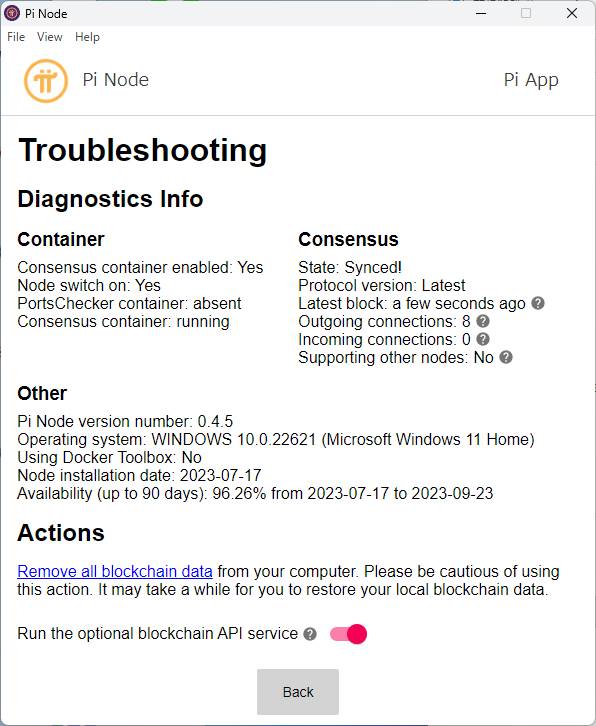 Pi Node
File View Help
Pi Node
Pi App
Troubleshooting
Diagnostics Info
Container
Consensus container enabled: Yes
Node switch on: Yes
PortsChecker container: absent
Consensus container: running
Consensus
State: Synced!
Protocol version: Latest
Latest block: a few seconds ago ?
Outgoing connections: 8 ?
Incoming connections: 0 ?
Supporting other nodes: No ?
Other
Pi Node version number: 0.4.5
Operating system: WINDOWS 10.0.22621 (Microsoft Windows 11 Home)
Using Docker Toolbox: No
Node installation date: 2023-07-17
Availability (up to 90 days): 96.26% from 2023-07-17 to 2023-09-23
Actions
Remove all blockchain data from your computer. Please be cautious of using
this action. It may take a while for you to restore your local blockchain data.
Run the optional blockchain API service ?
Back